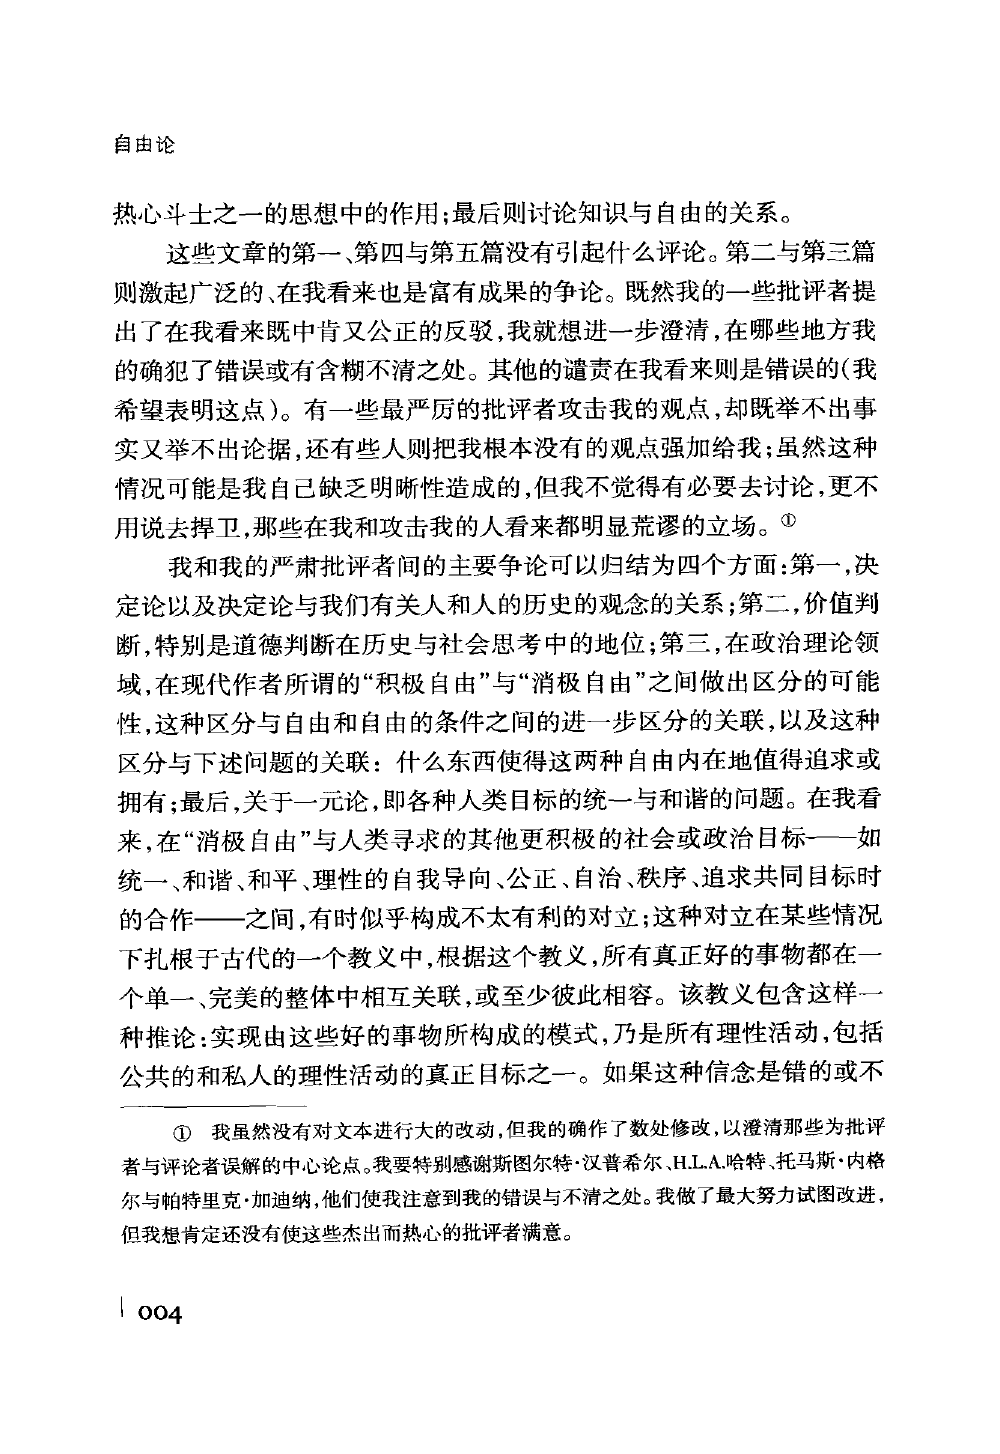 自由论
热心斗士之一的思想中的作用;最后则讨论知识与自由的关系。
这些文章的第一、第四与第五篇没有引起什么评论。第二与第三篇
则激起广泛的、在我看来也是富有成果的争论。既然我的一些批评者提
出了在我看来既中肯又公正的反驳,我就想进一步澄清,在哪些地方我
的确犯了错误或有含糊不清之处。其他的谴责在我看来则是错误的(我
希望表明这点)。有一些最严厉的批评者攻击我的观点,却既举不出事
实又举不出论据,还有些人则把我根本没有的观点强加给我;虽然这种
情况可能是我自己缺乏明晰性造成的,但我不觉得有必要去讨论,更不
用说去捍卫,那些在我和攻击我的人看来都明显荒谬的立场。①
我和我的严肃批评者间的主要争论可以归结为四个方面:第一,决
定论以及决定论与我们有关人和人的历史的观念的关系;第二,价值判
断,特别是道德判断在历史与社会思考中的地位;第三,在政治理论领
域,在现代作者所谓的“积极自由”与“消极自由”之间做出区分的可能
性,这种区分与自由和自由的条件之间的进一步区分的关联,以及这种
区分与下述问题的关联:什么东西使得这两种自由内在地值得追求或
拥有;最后,关于一元论,即各种人类目标的统一与和谐的问题。在我看
来,在“消极自由”与人类寻求的其他更积极的社会或政治目标——如
统一、和谐、和平、理性的自我导向、公正、自治、秩序、追求共同目标时
的合作——之间,有时似乎构成不太有利的对立;这种对立在某些情况
下扎根于古代的一个教义中,根据这个教义,所有真正好的事物都在一
个单一、完美的整体中相互关联,或至少彼此相容。该教义包含这样一
种推论:实现由这些好的事物所构成的模式,乃是所有理性活动,包括
公共的和私人的理性活动的真正目标之一。如果这种信念是错的或不
① 我虽然没有对文本进行大的改动,但我的确作了数处修改,以澄清那些为批评
者与评论者误解的中心论点。我要特别感谢斯图尔特·汉普希尔、H.L.A.哈特、托马斯·内格
尔与帕特里克·加迪纳,他们使我注意到我的错误与不清之处。我做了最大努力试图改进,
但我想肯定还没有使这些杰出而热心的批评者满意。
004